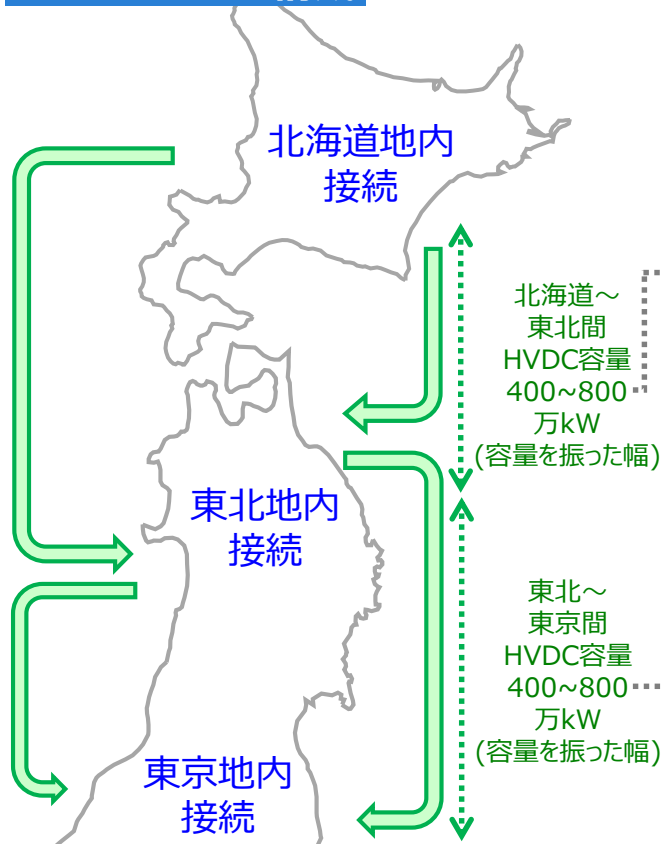 北海道地内
接続
北海道～
東北間
HVDC容量
400~800
万kW
(容量を振った幅)
東北地内
接続
東北～
東京間
HVDC容量
400~800
万kW
(容量を振った幅)
東京地内
接続